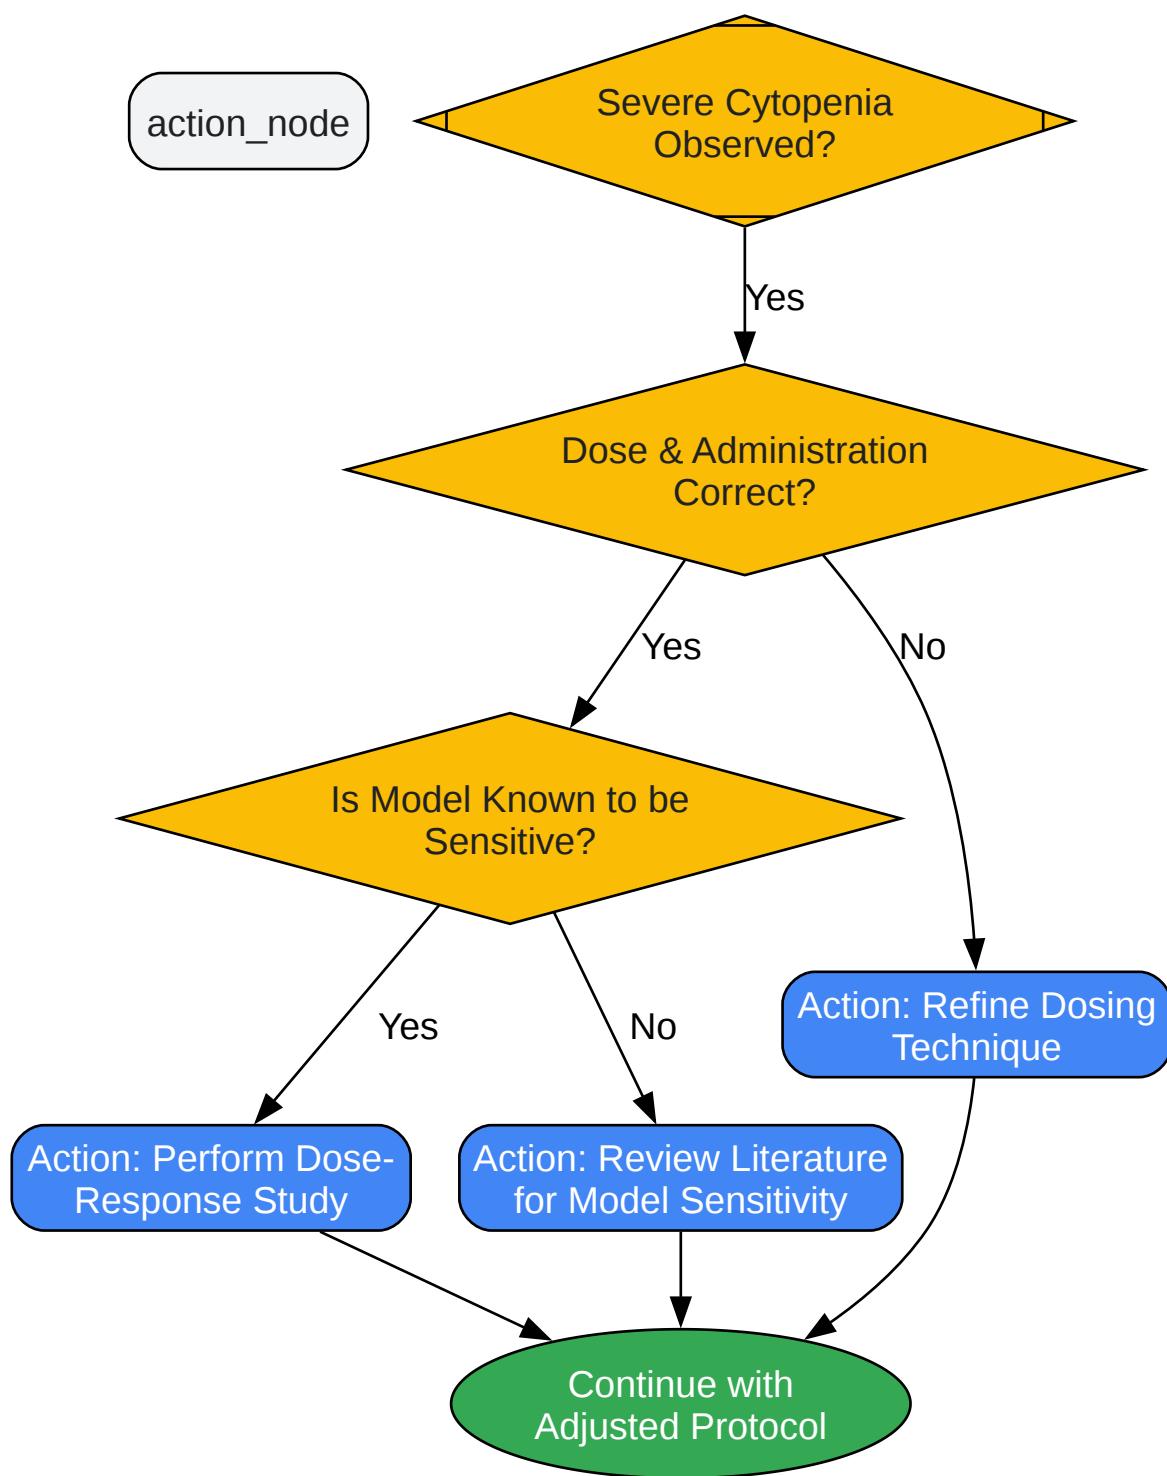 action_node
Severe Cytopenia
Observed?
Yes
Dose & Administration
Correct?
Yes
No
Is Model Known to be
Sensitive?
Yes
No
Action: Refine Dosing
Technique
Action: Perform Dose-
Response Study
Action: Review Literature
for Model Sensitivity
Continue with
Adjusted Protocol